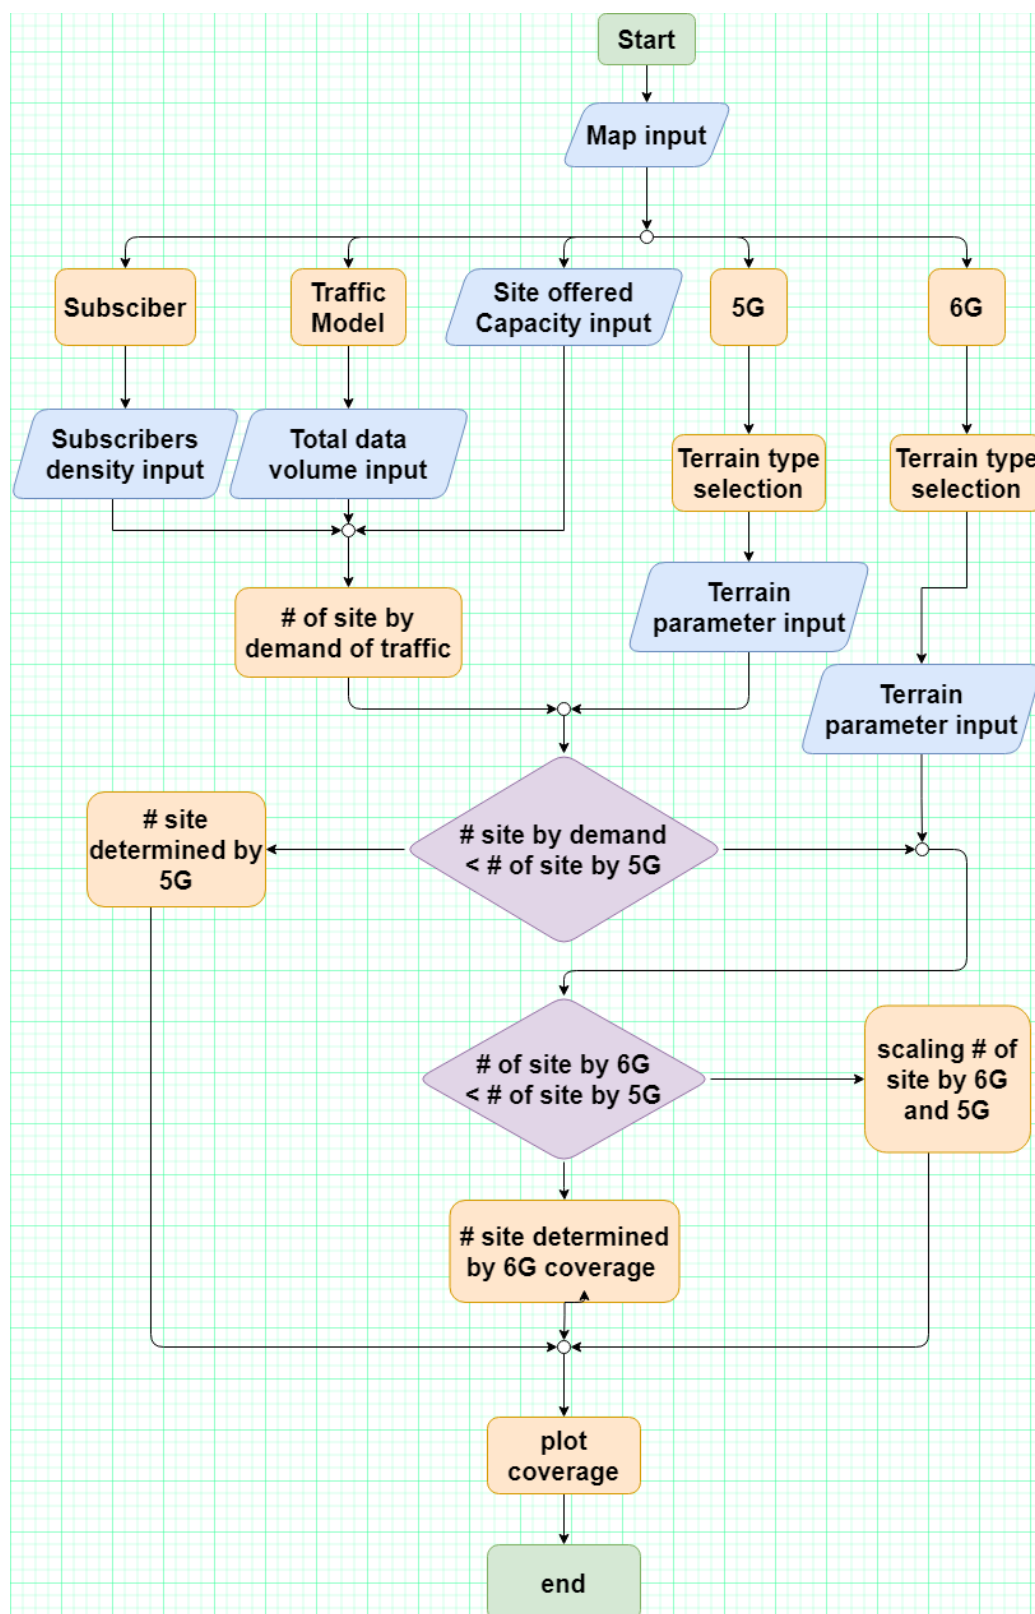 Start
Map input
Subsciber
Traffic
Model
Site offered
Capacity input
5G
6G
Subscribers
density input
Total data
volume input
Terrain type
selection
Terrain type
selection
# of site by
demand of traffic
Terrain
parameter input
Terrain
parameter input
# site
determined by
5G
# site by demand
< # of site by 5G
# of site by 6G
< # of site by 5G
scaling # of
site by 6G
and 5G
# site determined
by 6G coverage
plot
coverage
end